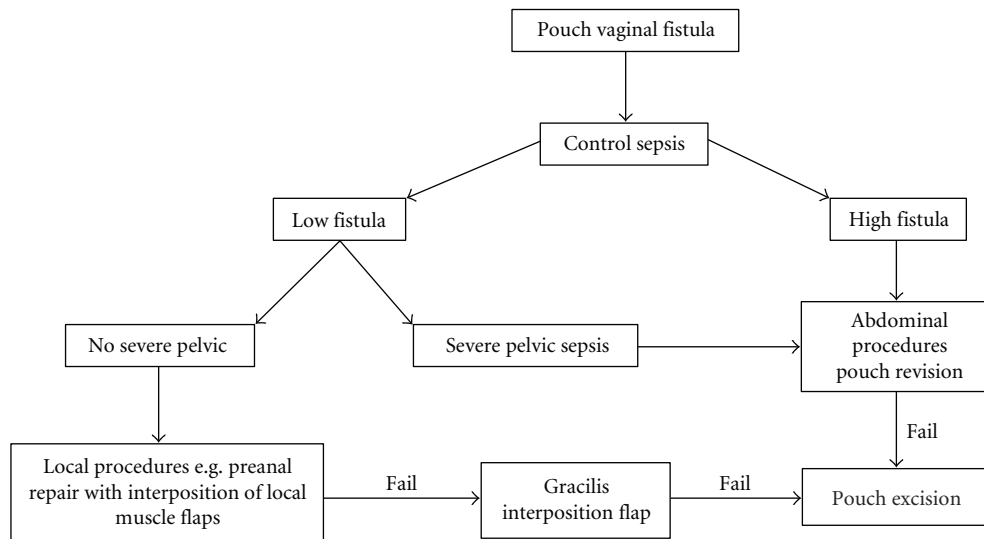 Pouch vaginal fistula
Control sepsis
Low fistula
High fistula
No severe pelvic
Severe pelvic sepsis
Abdominal
procedures
pouch revision
Fail
Local procedures e.g. preanal
repair with interposition of local
muscle flaps
Fail
Gracilis
interposition flap
Fail
Pouch excision